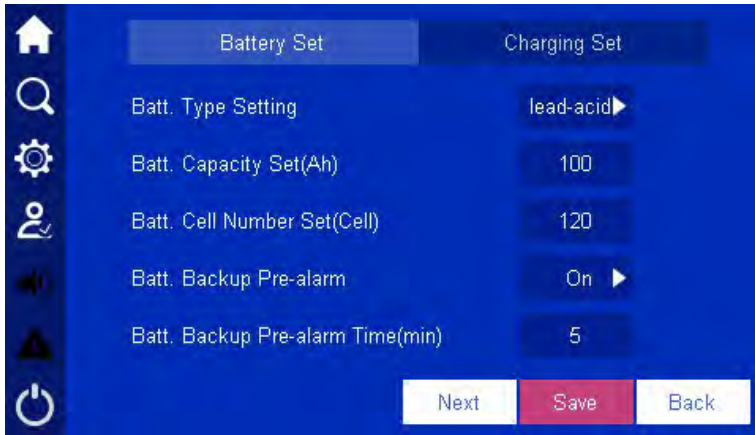 Battery Set Charging Set
Batt. Type Setting lead-acid
Batt. Capacity Set(Ah) 100
Batt. Cell Number Set(Cell) 120
Batt. Backup Pre-alarm On
Batt. Backup Pre-alarm Time(min) 5
Next Save Back